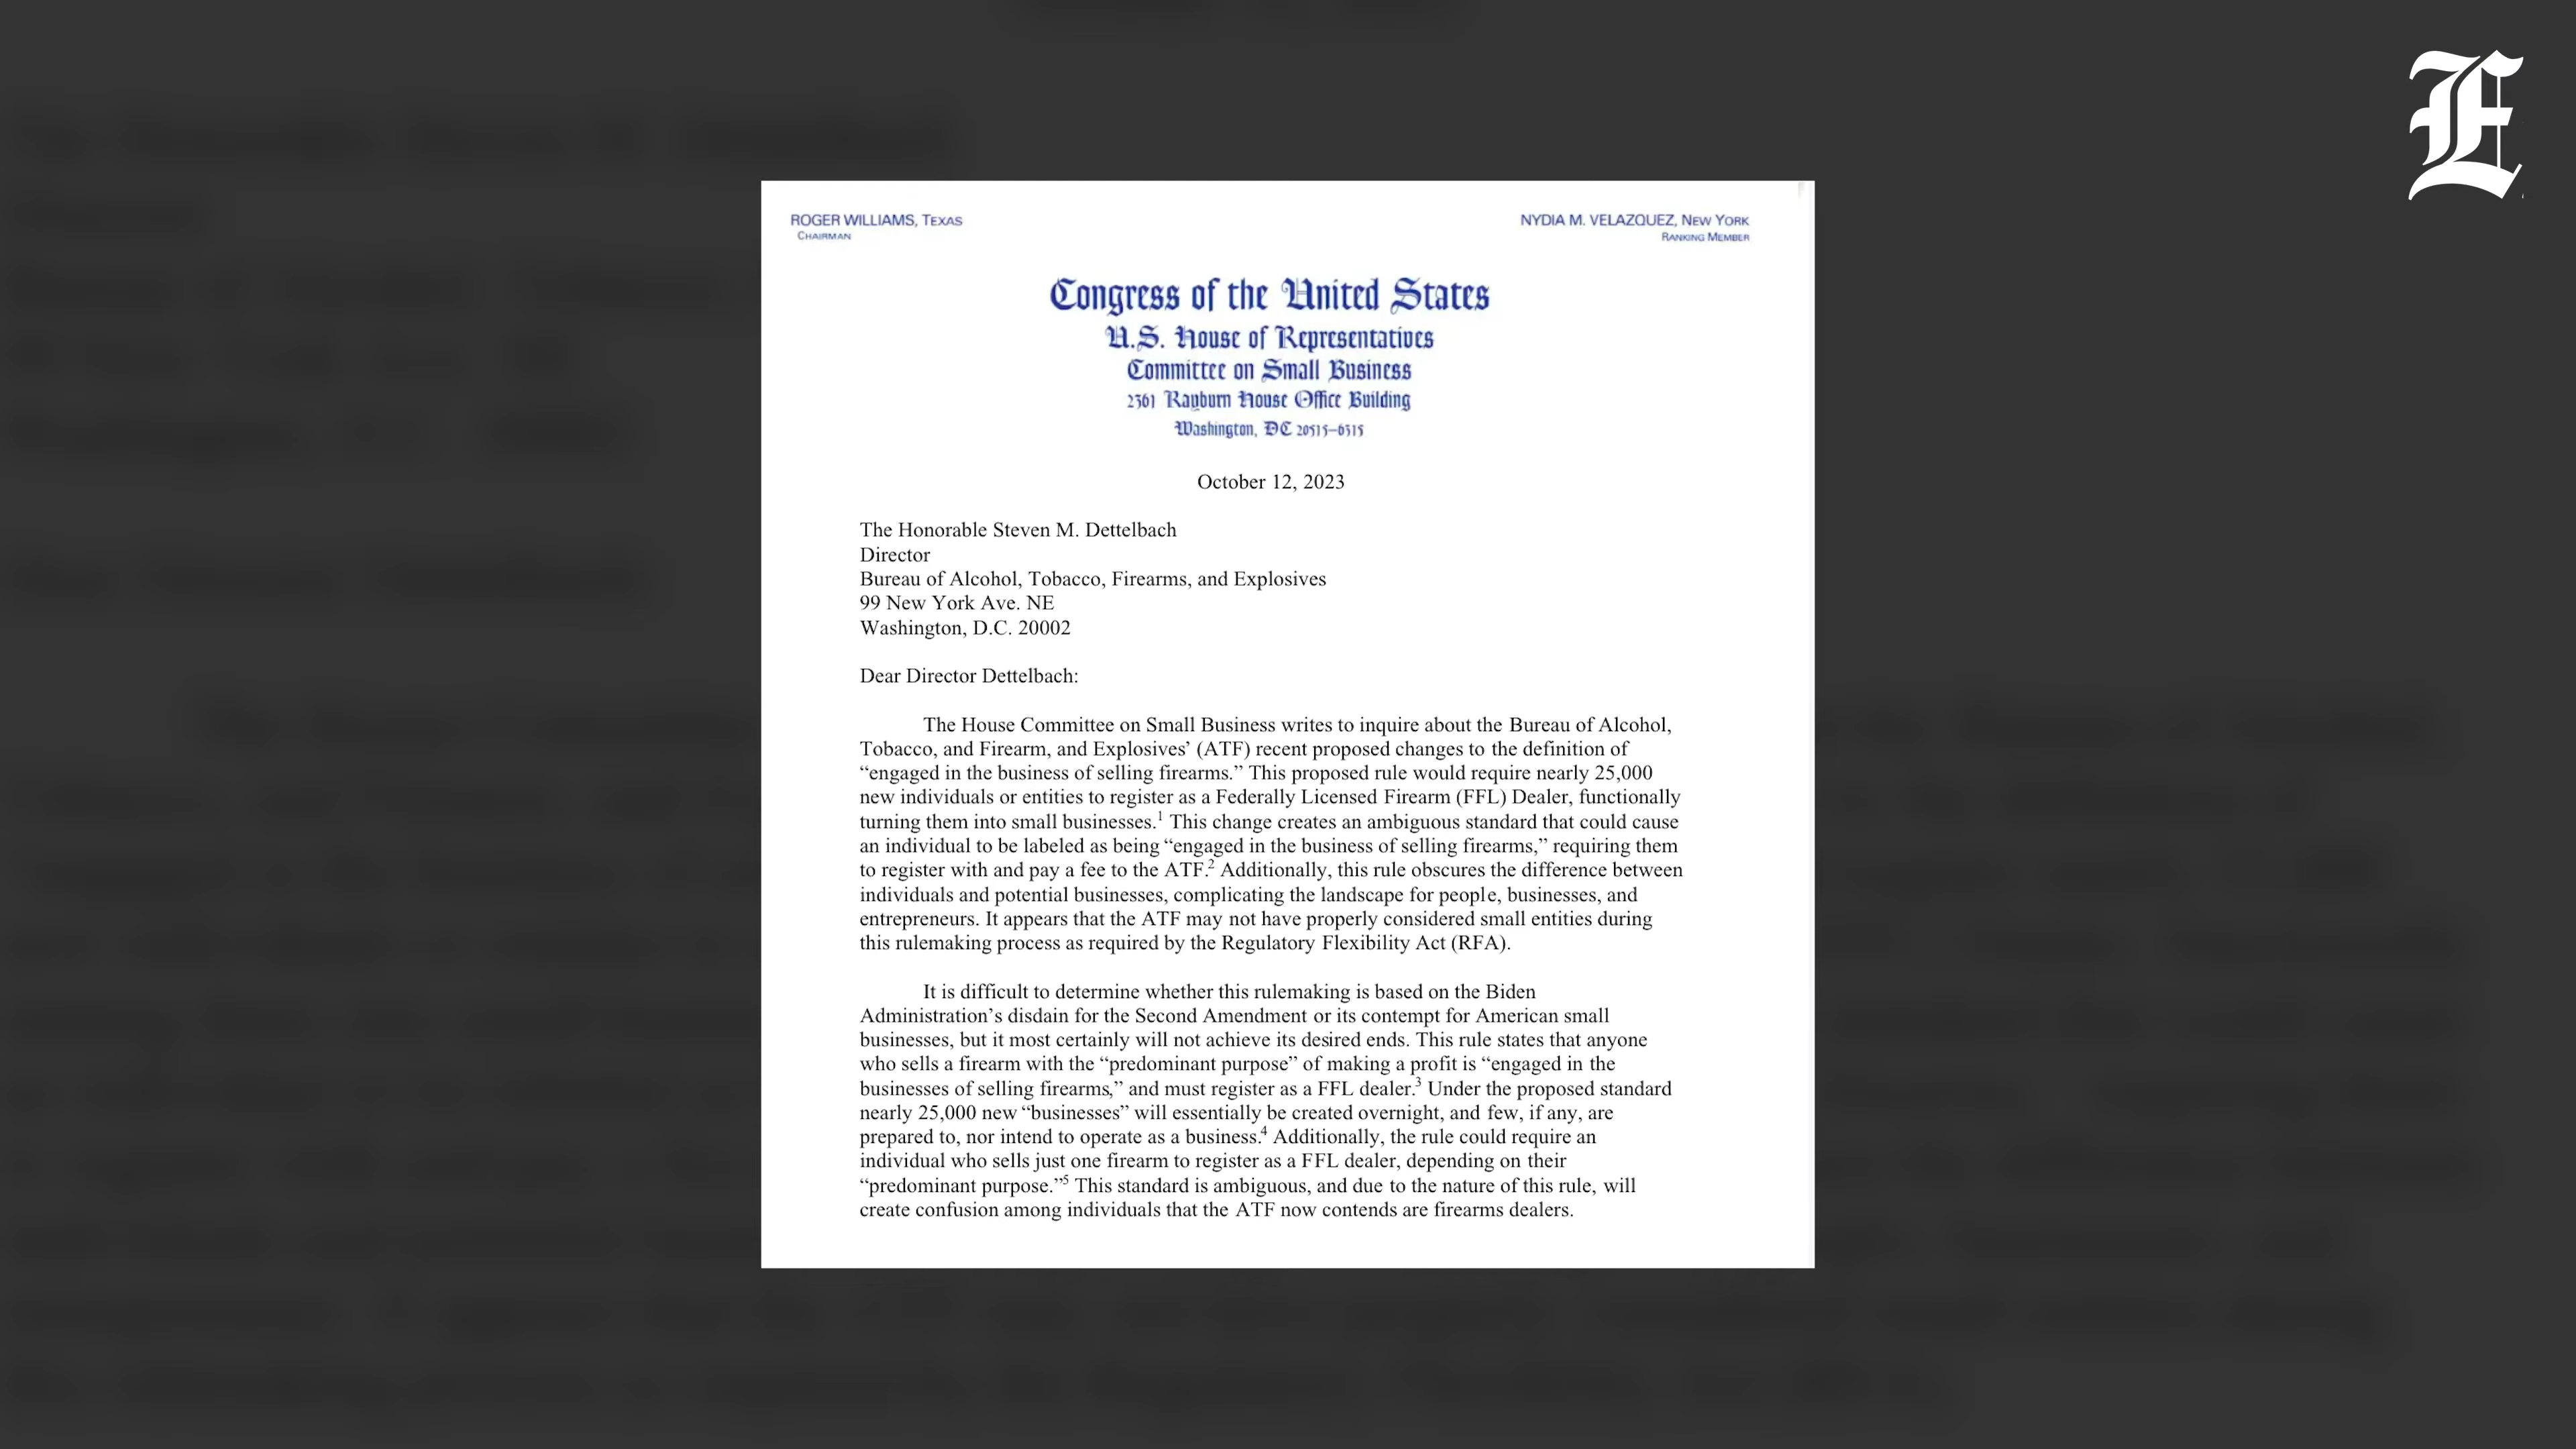 E
ROGER WILLIAMS, TEXAS
CHAIRMAN
NYDIA M. VELAZQUEZ, NEW YORK
RANKING MEMBER
Congress of the United States
U.S. House of Representatives
Committee on Small Business
2361 Rayburn House Office Building
Washington, DC 20515–6315
October 12, 2023
The Honorable Steven M. Dettelbach
Director
Bureau of Alcohol, Tobacco, Firearms, and Explosives
99 New York Ave. NE
Washington, D.C. 20002
Dear Director Dettelbach:
The House Committee on Small Business writes to inquire about the Bureau of Alcohol,
Tobacco, and Firearm, and Explosives’ (ATF) recent proposed changes to the definition of
“engaged in the business of selling firearms.” This proposed rule would require nearly 25,000
new individuals or entities to register as a Federally Licensed Firearm (FFL) Dealer, functionally
turning them into small businesses.1 This change creates an ambiguous standard that could cause
an individual to be labeled as being “engaged in the business of selling firearms,” requiring them
to register with and pay a fee to the ATF.2 Additionally, this rule obscures the difference between
individuals and potential businesses, complicating the landscape for people, businesses, and
entrepreneurs. It appears that the ATF may not have properly considered small entities during
this rulemaking process as required by the Regulatory Flexibility Act (RFA).
It is difficult to determine whether this rulemaking is based on the Biden
Administration’s disdain for the Second Amendment or its contempt for American small
businesses, but it most certainly will not achieve its desired ends. This rule states that anyone
who sells a firearm with the “predominant purpose” of making a profit is “engaged in the
businesses of selling firearms,” and must register as a FFL dealer.3 Under the proposed standard
nearly 25,000 new “businesses” will essentially be created overnight, and few, if any, are
prepared to, nor intend to operate as a business.4 Additionally, the rule could require an
individual who sells just one firearm to register as a FFL dealer, depending on their
“predominant purpose.”5 This standard is ambiguous, and due to the nature of this rule, will
create confusion among individuals that the ATF now contends are firearms dealers.